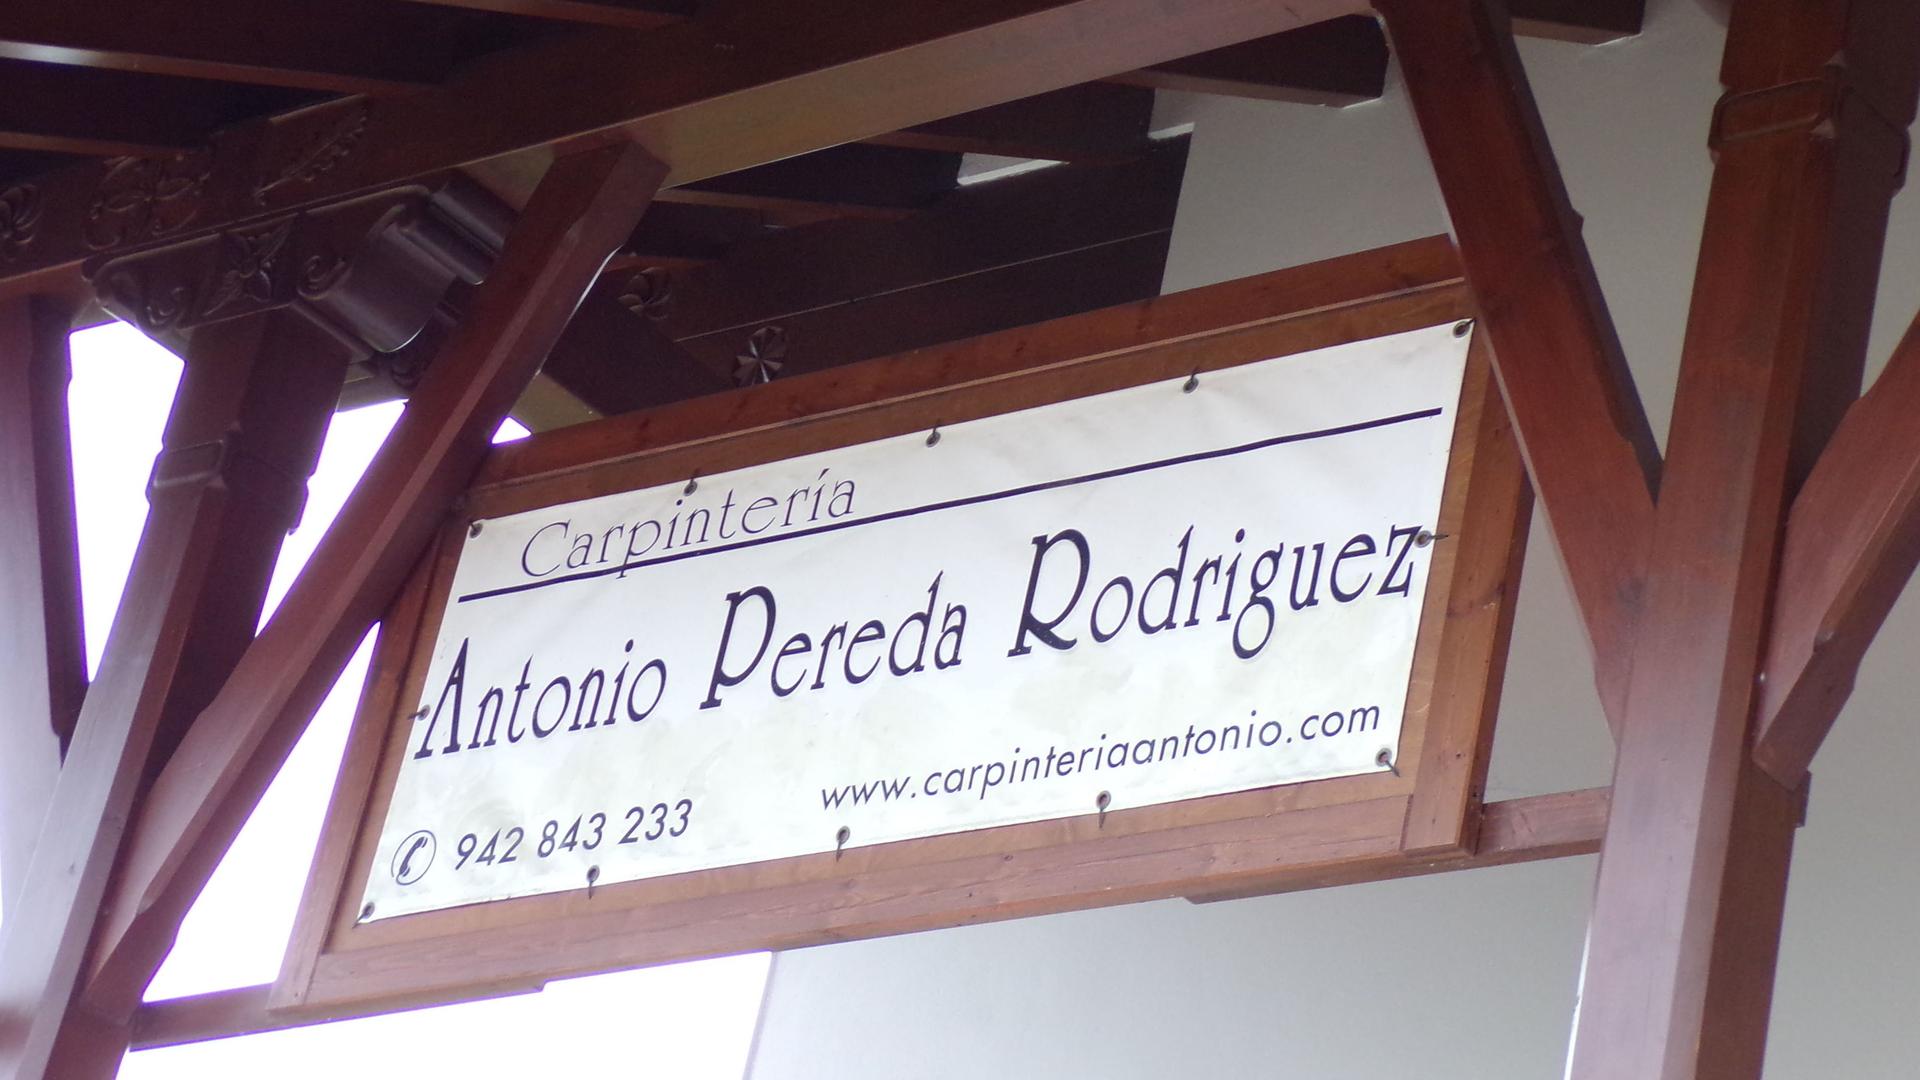 Carpintería
Antonio Pereda Rodriguez
www.carpinteriaantonio.com
942 843 233